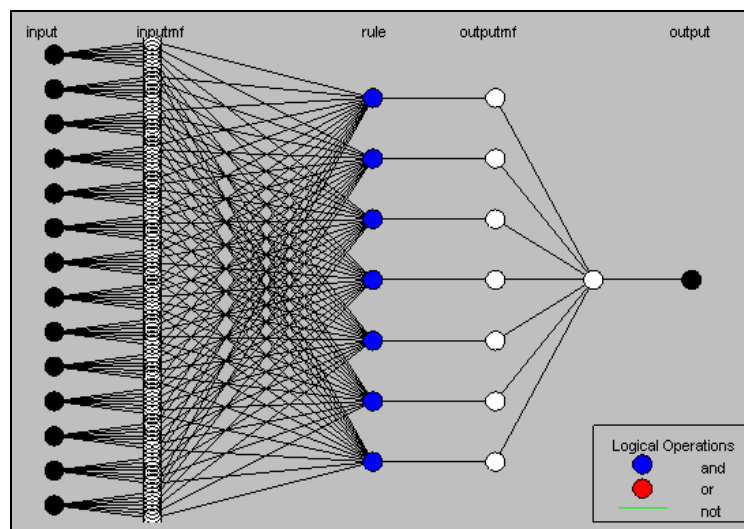 input inputmf rule outputmf output
Logical Operations
and
or
not